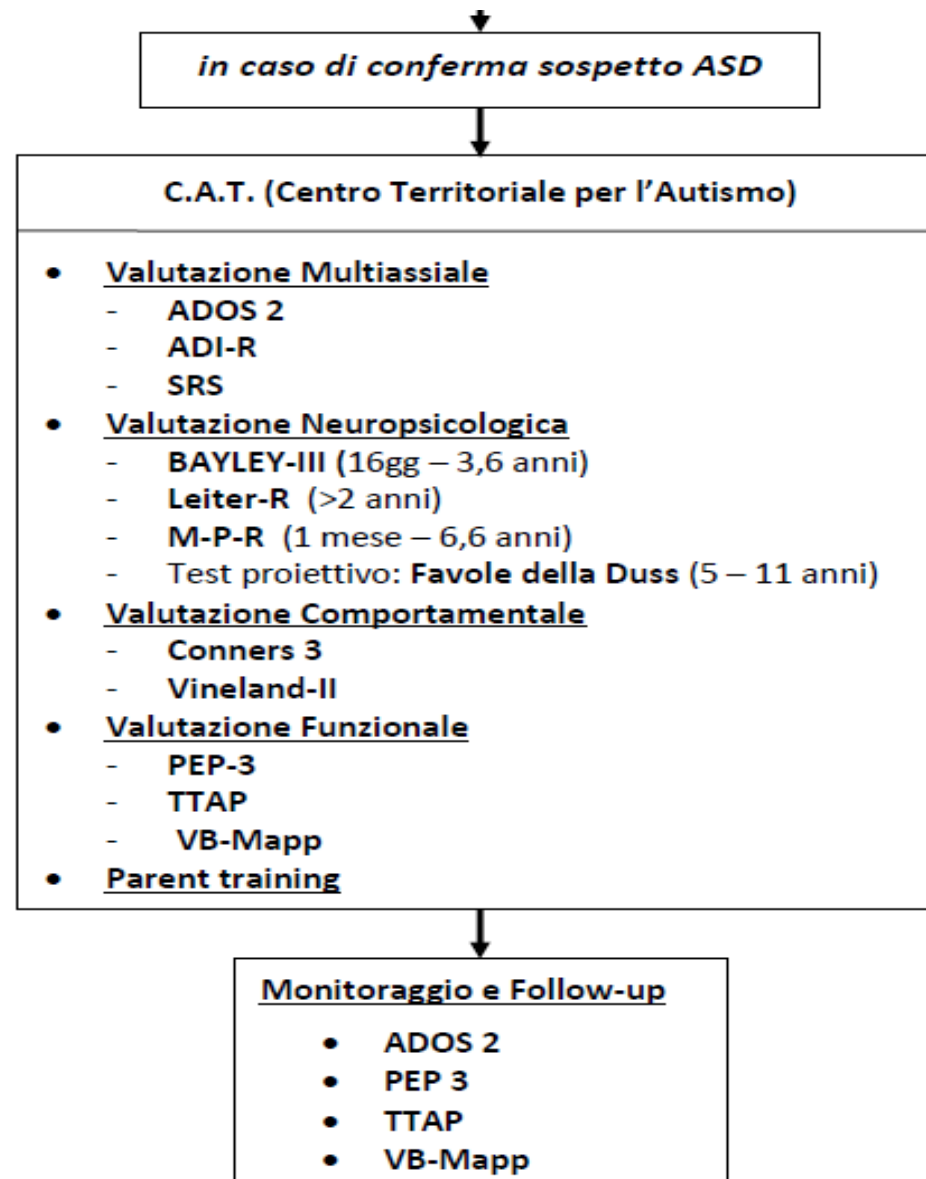 in caso di conferma sospetto ASD
C.A.T. (Centro Territoriale per l'Autismo)
• Valutazione Multiassiale
- ADOS 2
- ADI-R
- SRS
• Valutazione Neuropsicologica
- BAYLEY-III (16gg – 3,6 anni)
- Leiter-R (>2 anni)
- M-P-R (1 mese – 6,6 anni)
- Test proiettivo: Favole della Duss (5 – 11 anni)
• Valutazione Comportamentale
- Conners 3
- Vineland-II
• Valutazione Funzionale
- PEP-3
- TTAP
- VB-Mapp
• Parent training
Monitoraggio e Follow-up
• ADOS 2
• PEP 3
• TTAP
• VB-Mapp